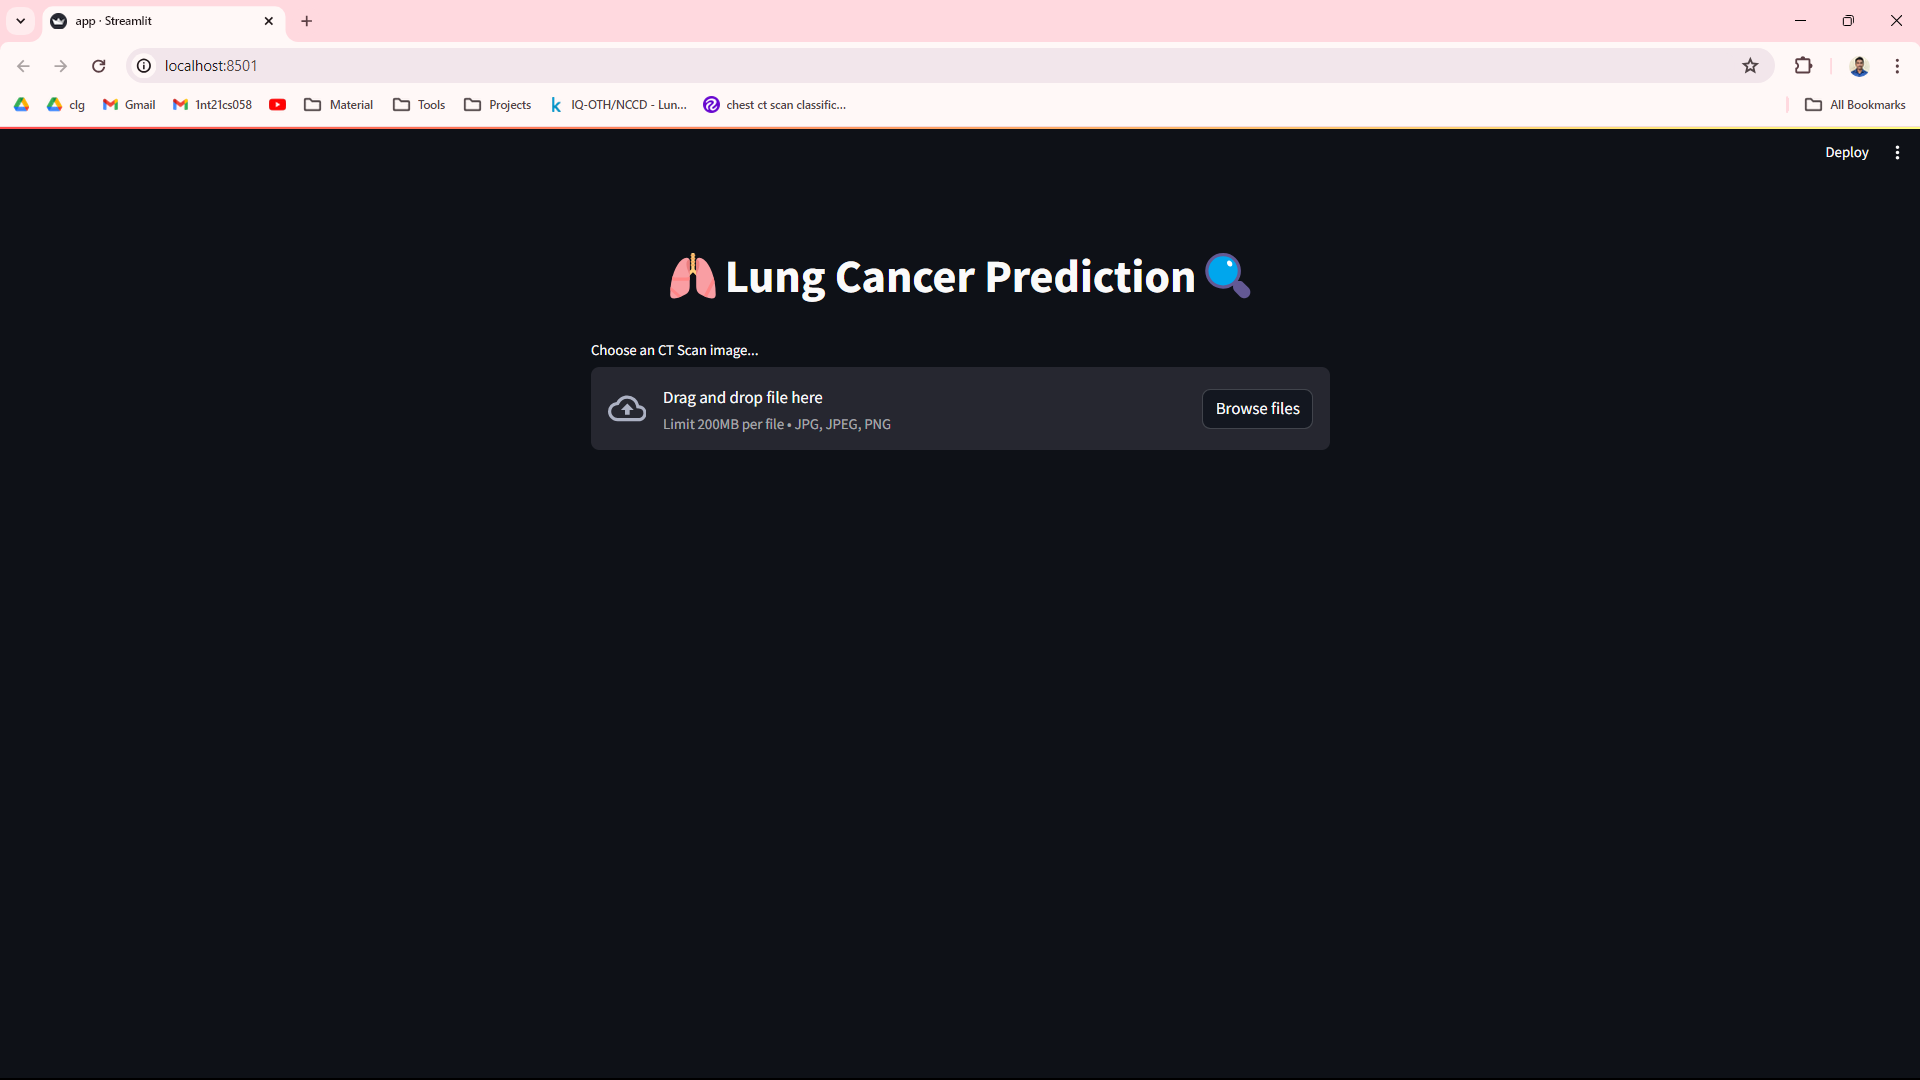 app · Streamlit
localhost:8501
clg Gmail 1nt21cs058 Material Tools Projects IQ-OTH/NCCD - Lun... chest ct scan classific... All Bookmarks
Deploy
Lung Cancer Prediction
Choose an CT Scan image...
Drag and drop file here
Browse files
Limit 200MB per file • JPG, JPEG, PNG